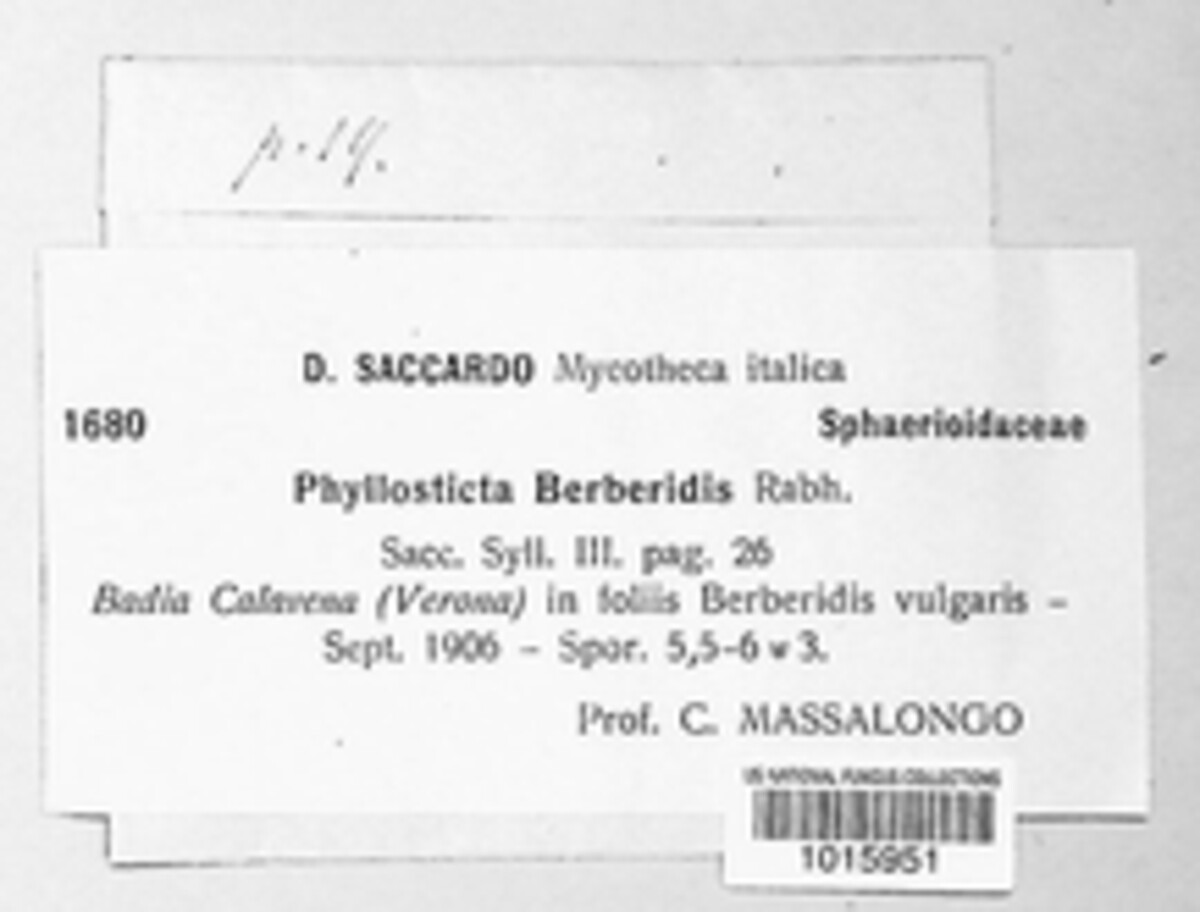 D. SACCARDO Mycotheca italica
1680 Sphaerioidaceae
Phyllosticta Berberidis Rabh.
Sacc. Syll. III. pag. 26
Badia Calavena (Verona) in foliis Berberidis vulgaris –
Sept. 1906 – Spor. 5,5-6 w 3.
Prof. C. MASSALONGO
US NATIONAL FUNGUS COLLECTIONS
1015951